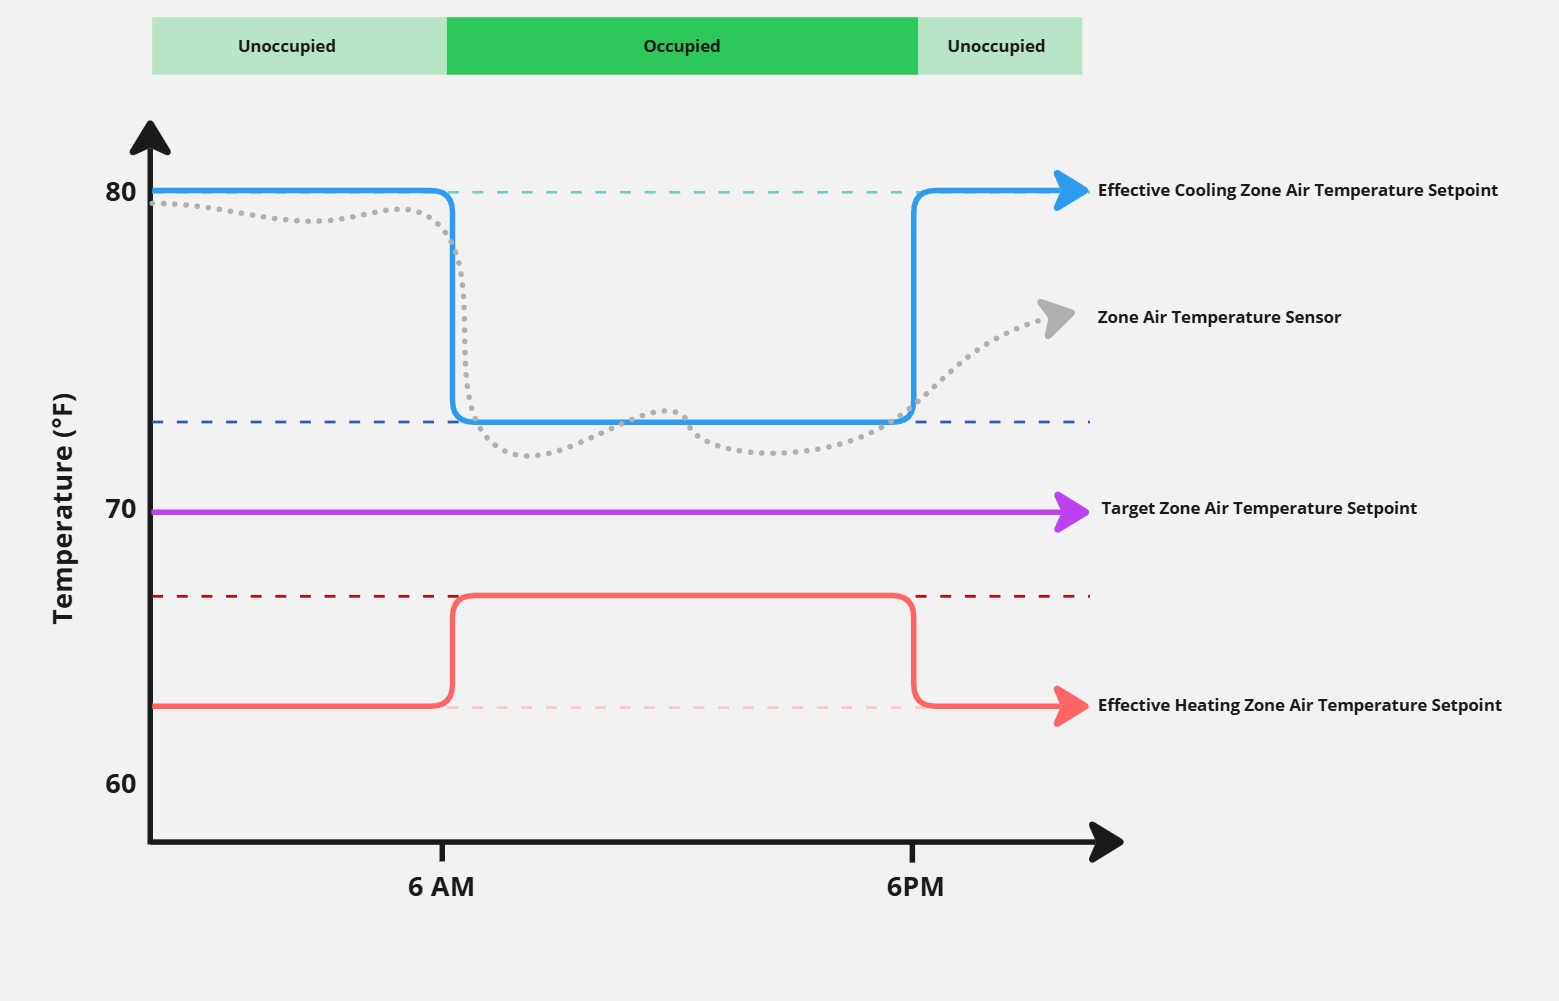 Unoccupied
Occupied
Unoccupied
80
Effective Cooling Zone Air Temperature Setpoint
Zone Air Temperature Sensor
Temperature (°F)
70
Target Zone Air Temperature Setpoint
Effective Heating Zone Air Temperature Setpoint
60
6 AM
6PM